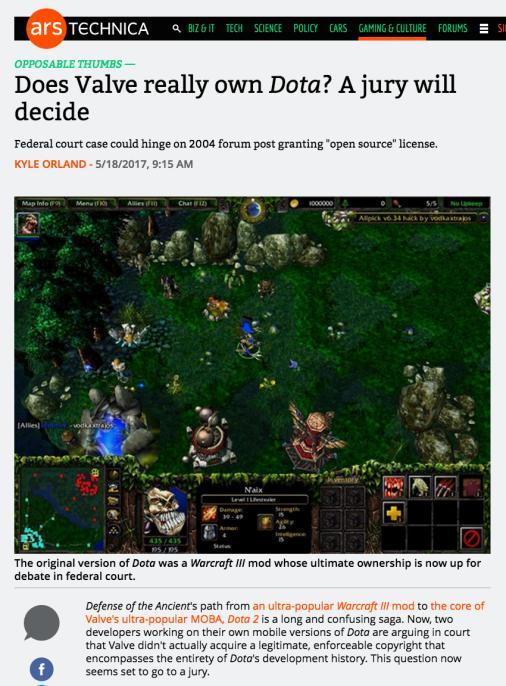 ars TECHNICA
BIZ & IT TECH SCIENCE POLICY CARS GAMING & CULTURE FORUMS SI
OPPOSABLE THUMBS —
Does Valve really own Dota? A jury will
decide
Federal court case could hinge on 2004 forum post granting "open source" license.
KYLE ORLAND - 5/18/2017, 9:15 AM
Map Info (F9) Menu (F10) Allies (F11) Chat (F12) 1000000 0 5/5 No Upkeep
Allpick v6.34 hack by vodkaxtrajos
[Allies] - vodkaxtrajos
N'aix
Inventory
Level 1 Lifestealer
Damage:
39 - 49
Strength:
15
Agility:
26
Armor:
4
Intelligence:
15
Status:
435 / 435
195 / 195
The original version of Dota was a Warcraft III mod whose ultimate ownership is now up for
debate in federal court.
Defense of the Ancient's path from an ultra-popular Warcraft III mod to the core of
Valve's ultra-popular MOBA, Dota 2 is a long and confusing saga. Now, two
developers working on their own mobile versions of Dota are arguing in court
that Valve didn't actually acquire a legitimate, enforceable copyright that
encompasses the entirety of Dota's development history. This question now
seems set to go to a jury.
f